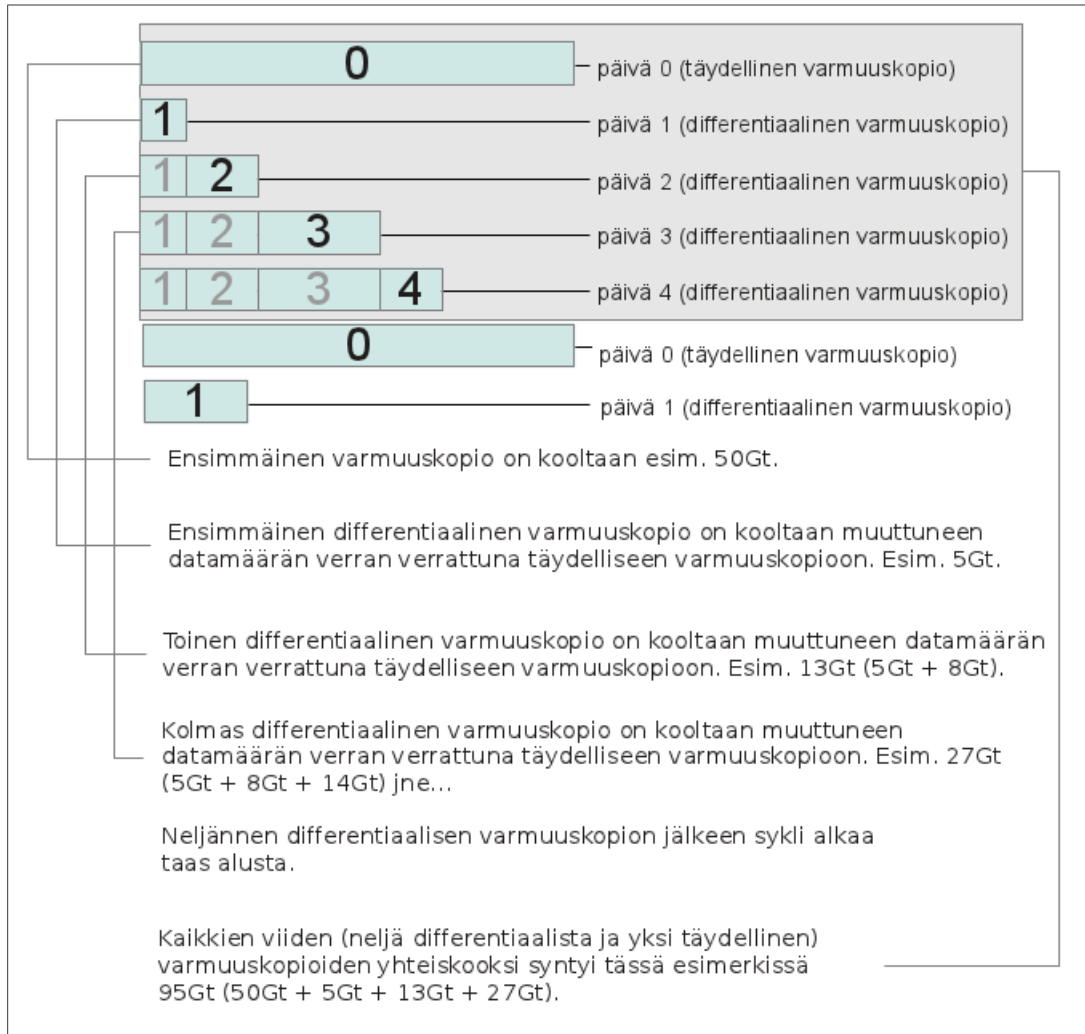 0
päivä 0 (täydellinen varmuuskopio)
1
päivä 1 (differentiaalinen varmuuskopio)
1 2
päivä 2 (differentiaalinen varmuuskopio)
1 2 3
päivä 3 (differentiaalinen varmuuskopio)
1 2 3 4
päivä 4 (differentiaalinen varmuuskopio)
0
päivä 0 (täydellinen varmuuskopio)
1
päivä 1 (differentiaalinen varmuuskopio)
Ensimmäinen varmuuskopio on kooltaan esim. 50Gt.
Ensimmäinen differentiaalinen varmuuskopio on kooltaan muuttuneen
datamäärän verran verrattuna täydelliseen varmuuskopioon. Esim. 5Gt.
Toinen differentiaalinen varmuuskopio on kooltaan muuttuneen datamäärän
verran verrattuna täydelliseen varmuuskopioon. Esim. 13Gt (5Gt + 8Gt).
Kolmas differentiaalinen varmuuskopio on kooltaan muuttuneen
datamäärän verran verrattuna täydelliseen varmuuskopioon. Esim. 27Gt
(5Gt + 8Gt + 14Gt) jne...
Neljännen differentiaalisen varmuuskopion jälkeen sykli alkaa
taas alusta.
Kaikkien viiden (neljä differentiaalista ja yksi täydellinen)
varmuuskopioiden yhteiskooksi syntyi tässä esimerkissä
95Gt (50Gt + 5Gt + 13Gt + 27Gt).